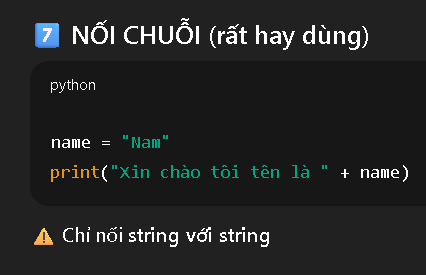 7️⃣ NỐI CHUỖI (rất hay dùng)
python
name = "Nam"
print("Xin chào tôi tên là " + name)
⚠️ Chỉ nối string với string